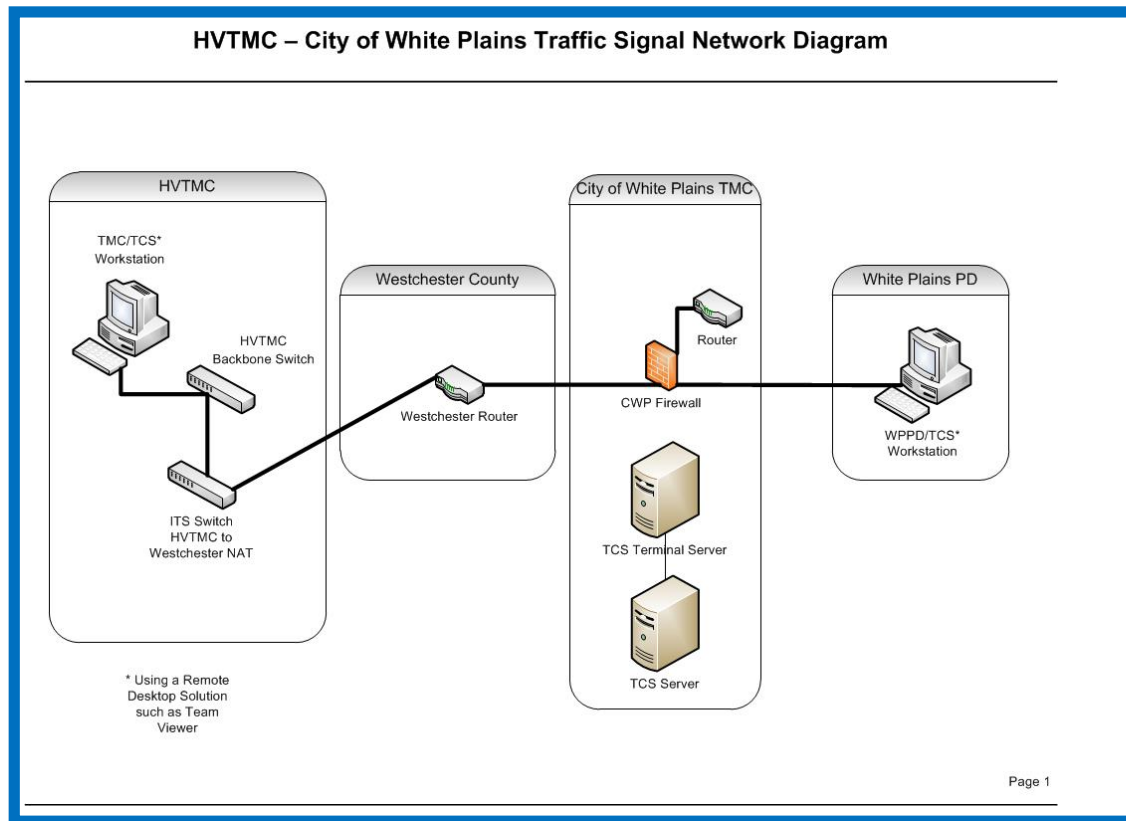 HVTMC – City of White Plains Traffic Signal Network Diagram
HVTMC
TMC/TCS*
Workstation
HVTMC
Backbone Switch
ITS Switch
HVTMC to
Westchester NAT
Westchester County
Westchester Router
City of White Plains TMC
Router
CWP Firewall
TCS Terminal Server
TCS Server
White Plains PD
WPPD/TCS*
Workstation
* Using a Remote
Desktop Solution
such as Team
Viewer
Page 1